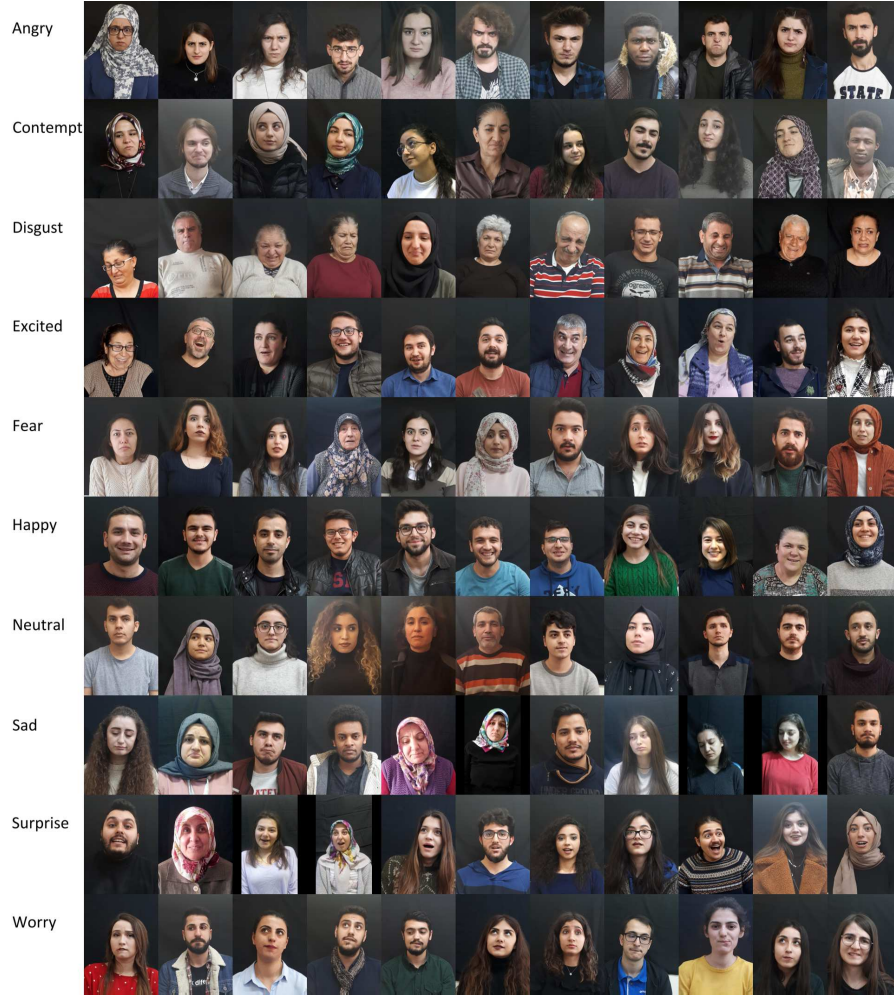 Angry
STATE
Contempt
Disgust
Excited
Fear
Happy
Neutral
Sad
Surprise
Worry